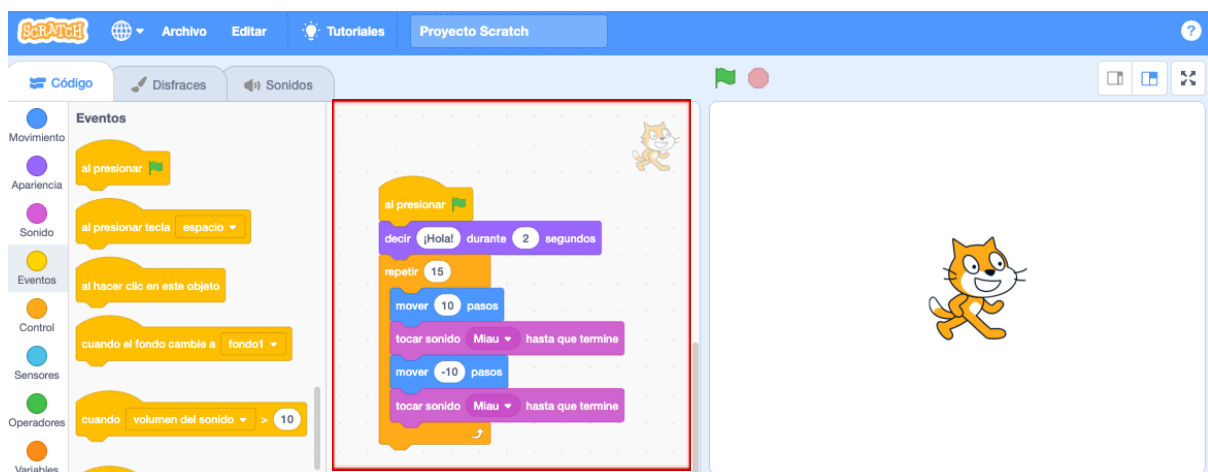 SCRATCH Archivo Editar Tutoriales Proyecto Scratch ?
Código Disfraces Sonidos
Movimiento
Apariencia
Sonido
Eventos
Control
Sensores
Operadores
Variables
Eventos
al presionar
al presionar tecla espacio
al hacer clic en este objeto
cuando el fondo cambie a fondo1
cuando volumen del sonido > 10
al presionar
decir ¡Hola! durante 2 segundos
repetir 15
mover 10 pasos
tocar sonido Miau hasta que termine
mover -10 pasos
tocar sonido Miau hasta que termine